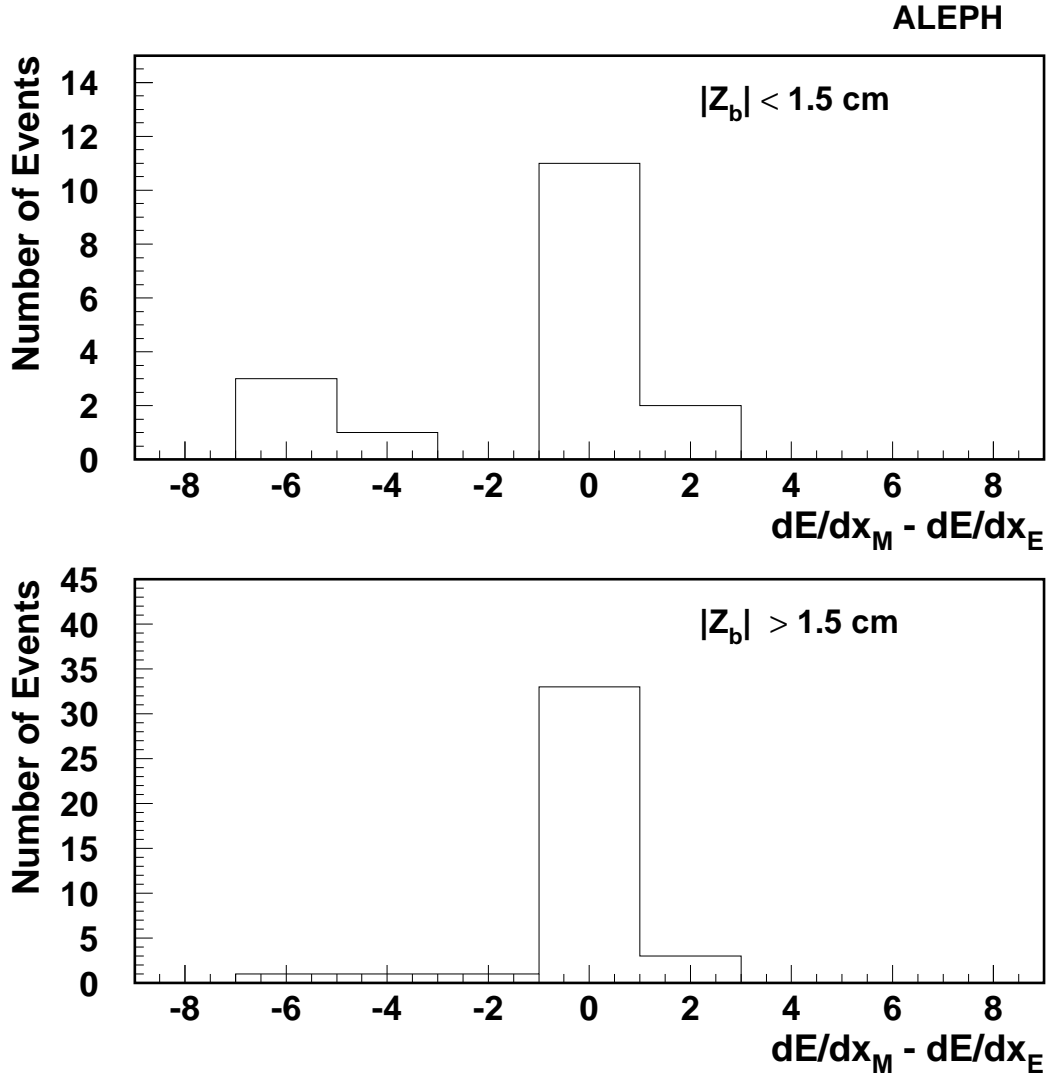 ALEPH
Number of Events
14
12
10
8
6
4
2
0
|Z_b| < 1.5 cm
-8 -6 -4 -2 0 2 4 6 8
dE/dx_M - dE/dx_E
Number of Events
45
40
35
30
25
20
15
10
5
0
|Z_b| > 1.5 cm
-8 -6 -4 -2 0 2 4 6 8
dE/dx_M - dE/dx_E